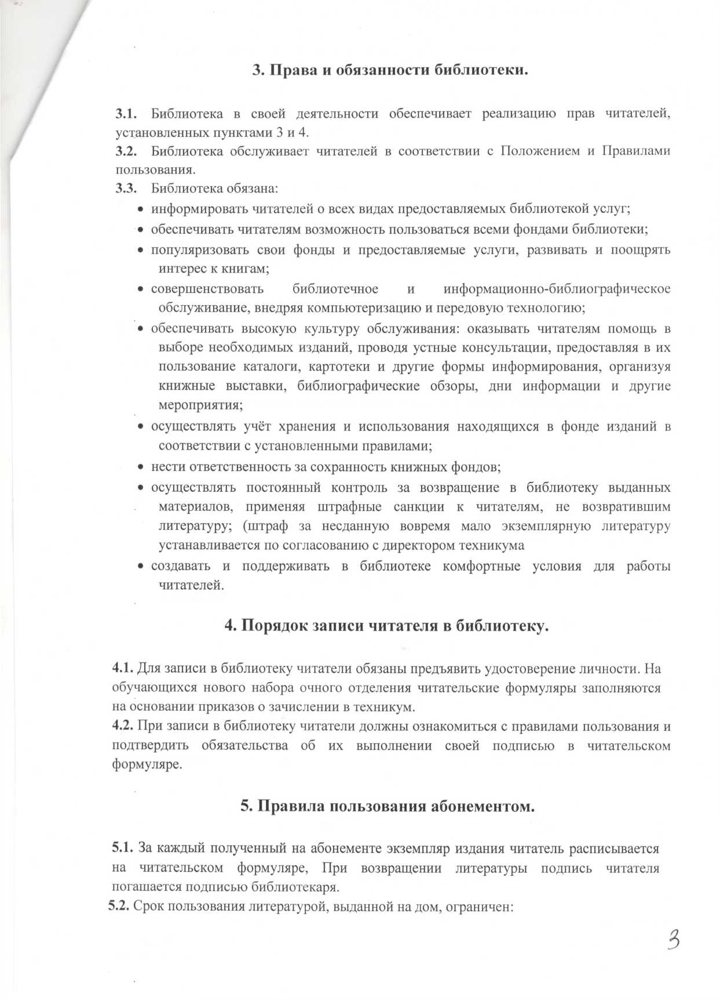 3. Права и обязанности библиотеки.
3.1. Библиотека в своей деятельности обеспечивает реализацию прав читателей,
установленных пунктами 3 и 4.
3.2. Библиотека обслуживает читателей в соответствии с Положением и Правилами
пользования.
3.3. Библиотека обязана:
• информировать читателей о всех видах предоставляемых библиотекой услуг;
• обеспечивать читателям возможность пользоваться всеми фондами библиотеки;
• популяризовать свои фонды и предоставляемые услуги, развивать и поощрять
интерес к книгам;
• совершенствовать библиотечное и информационно-библиографическое
обслуживание, внедряя компьютеризацию и передовую технологию;
• обеспечивать высокую культуру обслуживания: оказывать читателям помощь в
выборе необходимых изданий, проводя устные консультации, предоставляя в их
пользование каталоги, картотеки и другие формы информирования, организуя
книжные выставки, библиографические обзоры, дни информации и другие
мероприятия;
• осуществлять учёт хранения и использования находящихся в фонде изданий в
соответствии с установленными правилами;
• нести ответственность за сохранность книжных фондов;
• осуществлять постоянный контроль за возвращение в библиотеку выданных
материалов, применяя штрафные санкции к читателям, не возвратившим
литературу; (штраф за несданную вовремя мало экземплярную литературу
устанавливается по согласованию с директором техникума
• создавать и поддерживать в библиотеке комфортные условия для работы
читателей.
4. Порядок записи читателя в библиотеку.
4.1. Для записи в библиотеку читатели обязаны предъявить удостоверение личности. На
обучающихся нового набора очного отделения читательские формуляры заполняются
на основании приказов о зачислении в техникум.
4.2. При записи в библиотеку читатели должны ознакомиться с правилами пользования и
подтвердить обязательства об их выполнении своей подписью в читательском
формуляре.
5. Правила пользования абонементом.
5.1. За каждый полученный на абонементе экземпляр издания читатель расписывается
на читательском формуляре, При возвращении литературы подпись читателя
погашается подписью библиотекаря.
5.2. Срок пользования литературой, выданной на дом, ограничен:
3